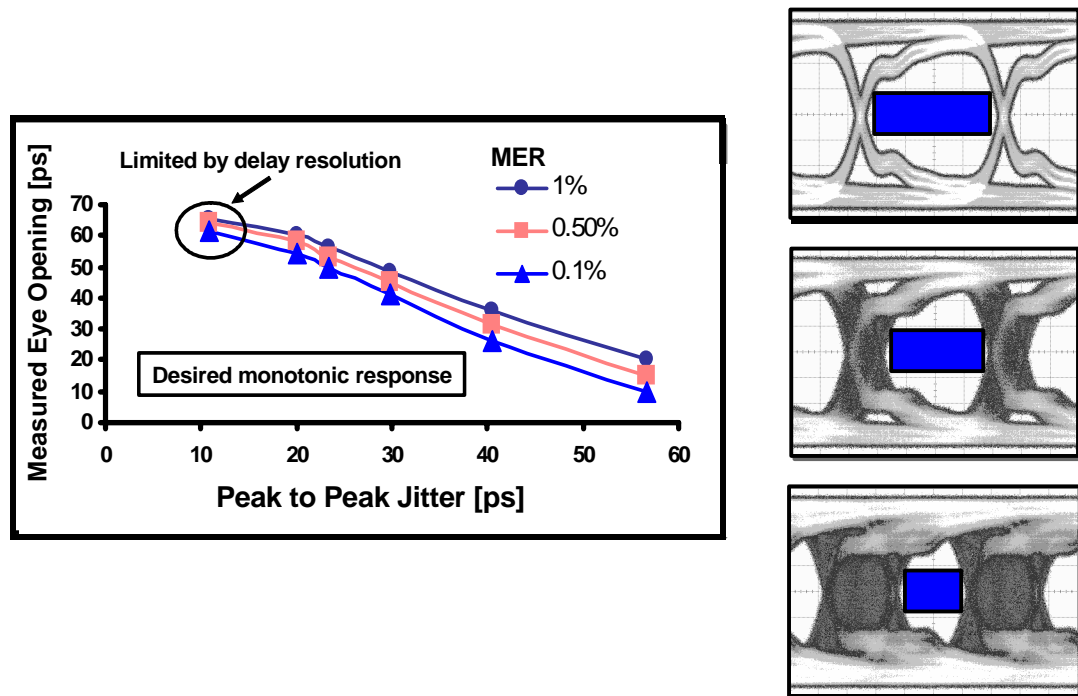 Limited by delay resolution
MER
1%
0.50%
0.1%
Measured Eye Opening [ps]
70
60
50
40
30
20
10
0
Desired monotonic response
0 10 20 30 40 50 60
Peak to Peak Jitter [ps]